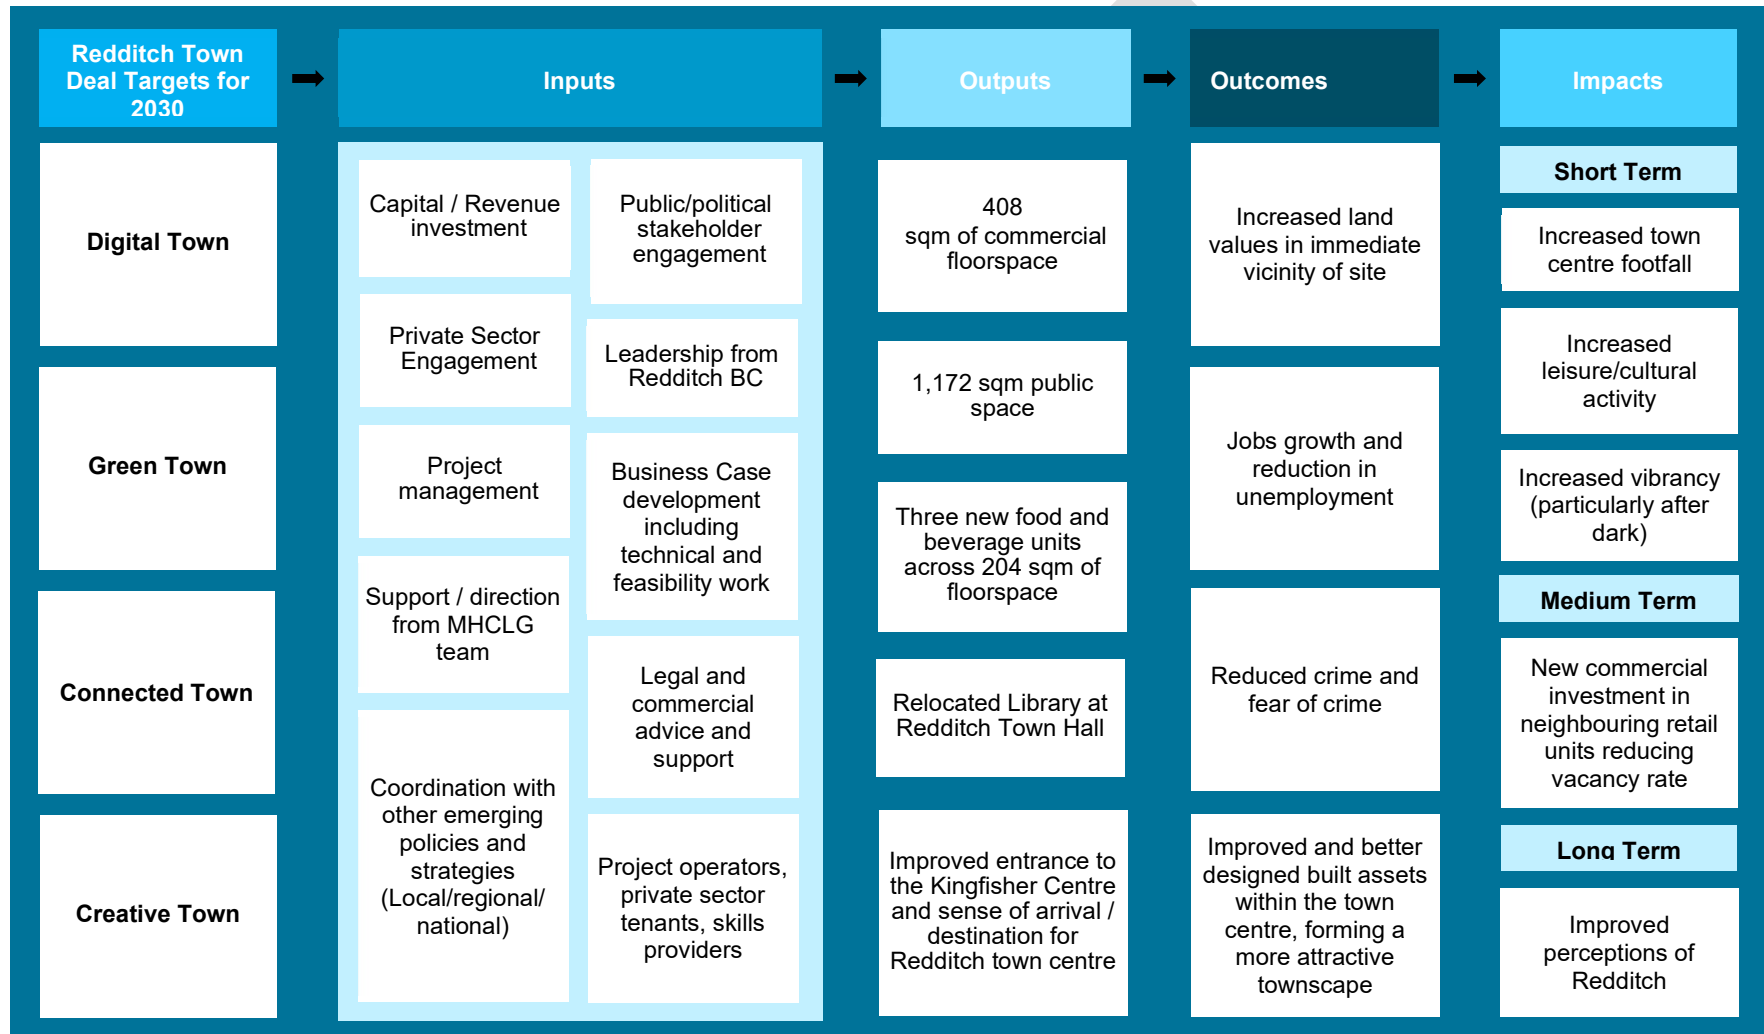 Redditch Town
Deal Targets for
2030
Inputs
Outputs
Outcomes
Impacts
Digital Town
Green Town
Connected Town
Creative Town
Capital / Revenue
investment
Private Sector
Engagement
Project
management
Support / direction
from MHCLG
team
Coordination with
other emerging
policies and
strategies
(Local/regional/
national)
Public/political
stakeholder
engagement
Leadership from
Redditch BC
Business Case
development
including
technical and
feasibility work
Legal and
commercial
advice and
support
Project operators,
private sector
tenants, skills
providers
408
sqm of commercial
floorspace
1,172 sqm public
space
Three new food and
beverage units
across 204 sqm of
floorspace
Relocated Library at
Redditch Town Hall
Improved entrance to
the Kingfisher Centre
and sense of arrival /
destination for
Redditch town centre
Increased land
values in immediate
vicinity of site
Jobs growth and
reduction in
unemployment
Reduced crime and
fear of crime
Improved and better
designed built assets
within the town
centre, forming a
more attractive
townscape
Short Term
Increased town
centre footfall
Increased
leisure/cultural
activity
Increased vibrancy
(particularly after
dark)
Medium Term
New commercial
investment in
neighbouring retail
units reducing
vacancy rate
Long Term
Improved
perceptions of
Redditch